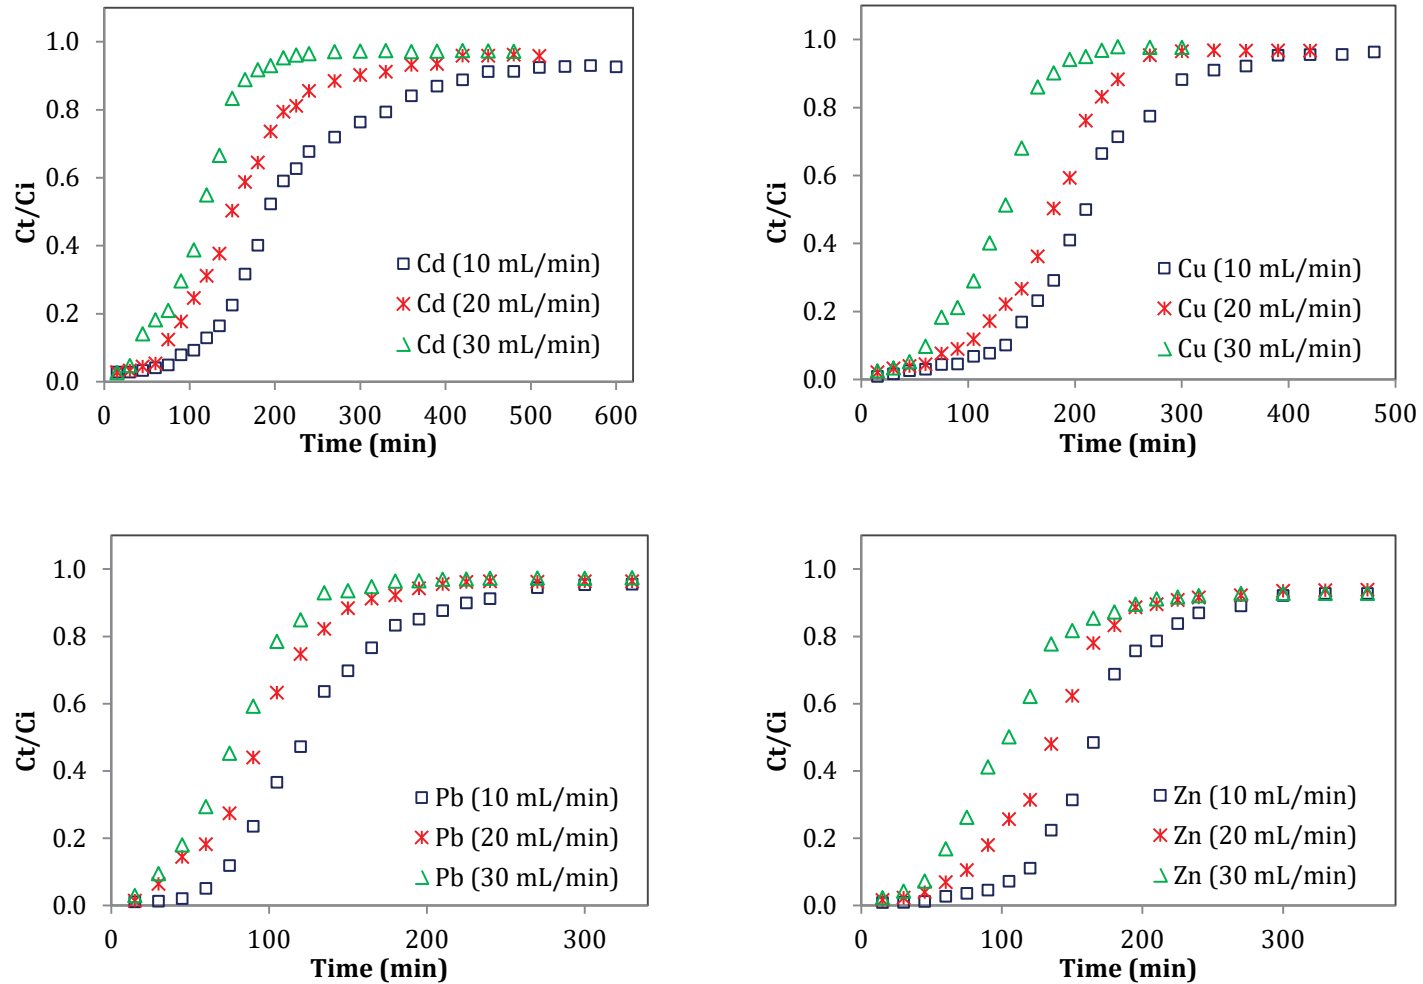 Ct/Ci
1.0
0.8
0.6
0.4
0.2
0.0
Cd (10 mL/min)
Cd (20 mL/min)
Cd (30 mL/min)
0 100 200 300 400 500 600
Time (min)
Ct/Ci
1.0
0.8
0.6
0.4
0.2
0.0
Cu (10 mL/min)
Cu (20 mL/min)
Cu (30 mL/min)
0 100 200 300 400 500
Time (min)
Ct/Ci
1.0
0.8
0.6
0.4
0.2
0.0
Pb (10 mL/min)
Pb (20 mL/min)
Pb (30 mL/min)
0 100 200 300
Time (min)
Ct/Ci
1.0
0.8
0.6
0.4
0.2
0.0
Zn (10 mL/min)
Zn (20 mL/min)
Zn (30 mL/min)
0 100 200 300
Time (min)